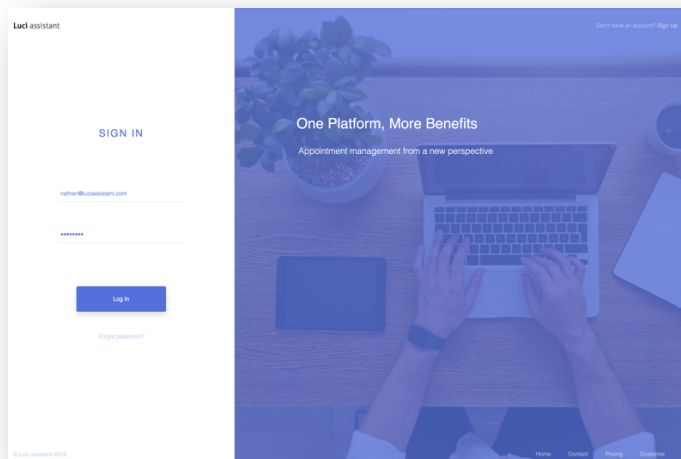 Luci assistant
Don't have an account? Sign Up
SIGN IN
One Platform, More Benefits
Appointment management from a new perspective
nathan@luciassistant.com
••••••••
Log In
Forgot password?
© Luci Assistant 2018
Home Contact Pricing Customer